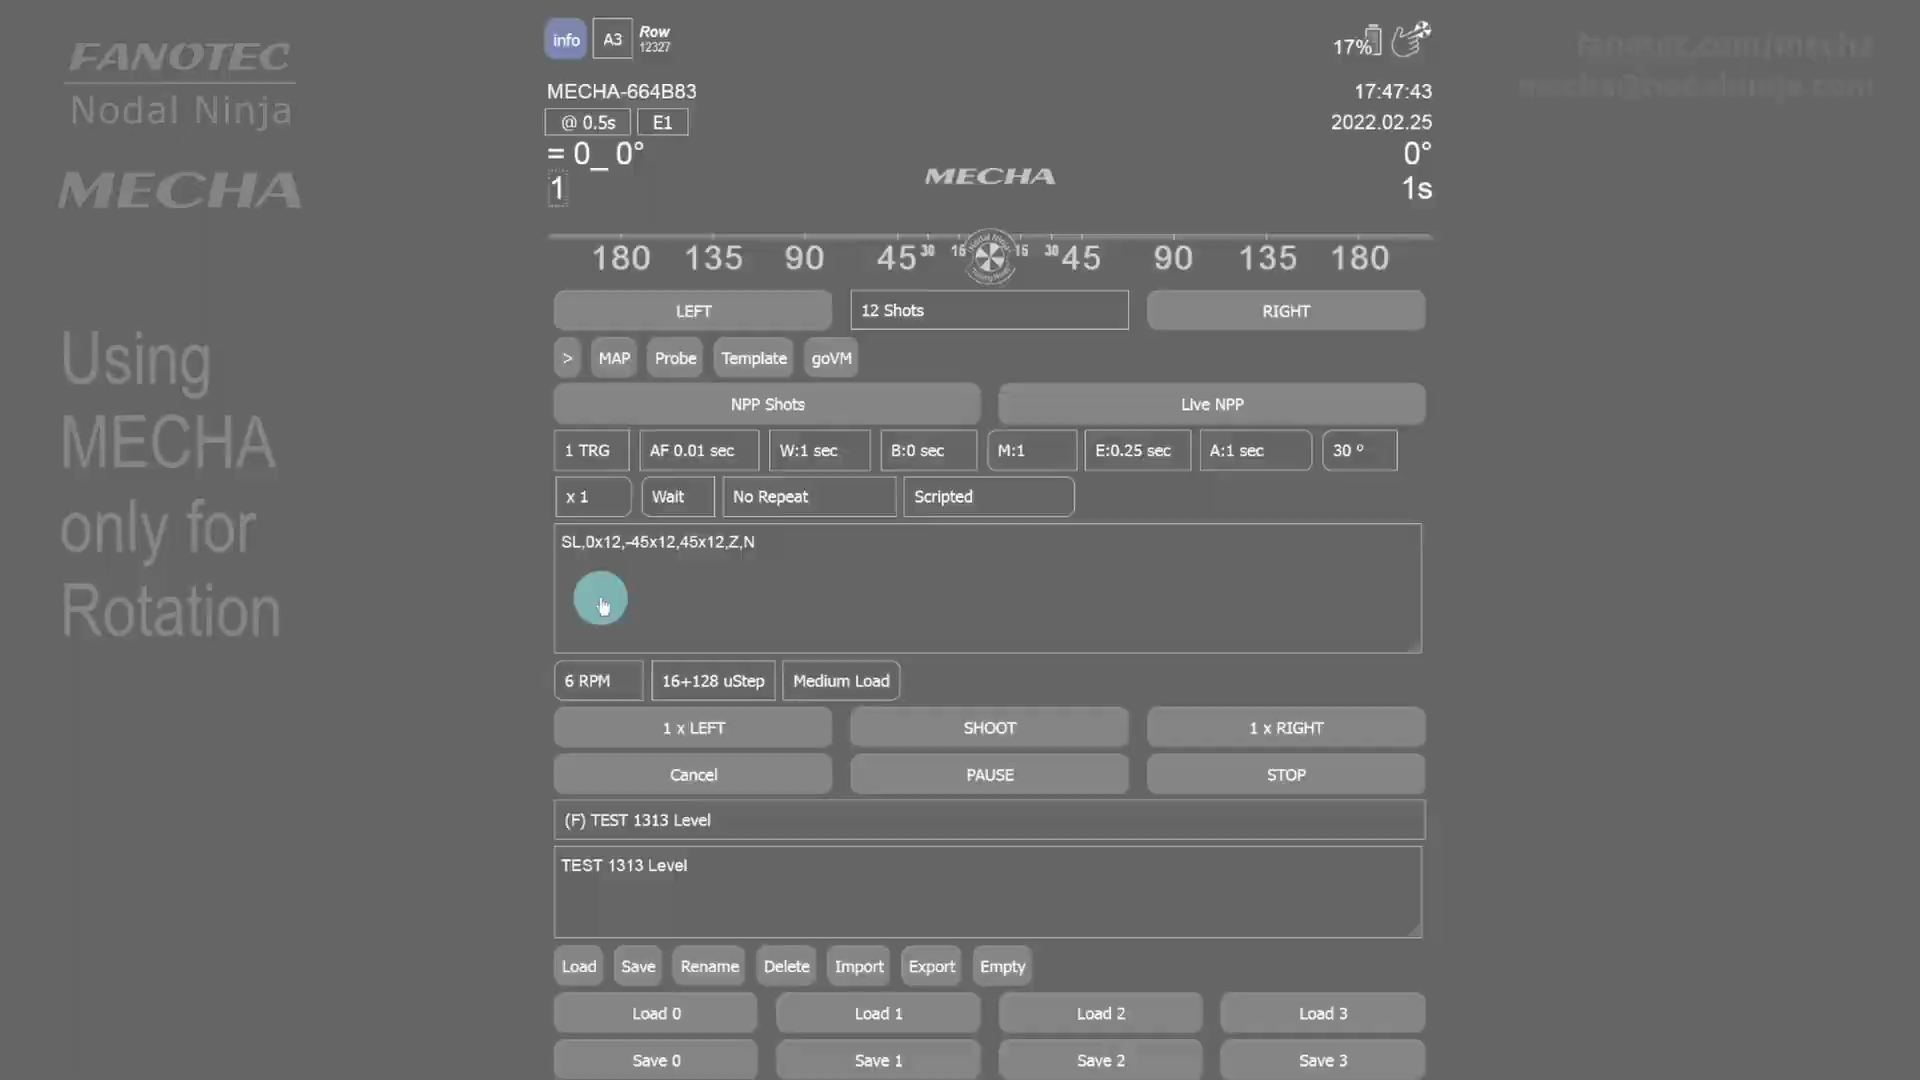 FANOTEC
Nodal Ninja
MECHA
Using
MECHA
only for
Rotation
info A3 Row
12327
17%
MECHA-664B83
17:47:43
@ 0.5s E1
2022.02.25
= 0_ 0°
0°
MECHA
1
1s
180 135 90 45 30 15 15 30 45 90 135 180
LEFT 12 Shots RIGHT
> MAP Probe Template goVM
NPP Shots Live NPP
1 TRG AF 0.01 sec W:1 sec B:0 sec M:1 E:0.25 sec A:1 sec 30 º
x 1 Wait No Repeat Scripted
SL,0x12,-45x12,45x12,Z,N
6 RPM 16+128 uStep Medium Load
1 x LEFT SHOOT 1 x RIGHT
Cancel PAUSE STOP
(F) TEST 1313 Level
TEST 1313 Level
Load Save Rename Delete Import Export Empty
Load 0 Load 1 Load 2 Load 3
Save 0 Save 1 Save 2 Save 3